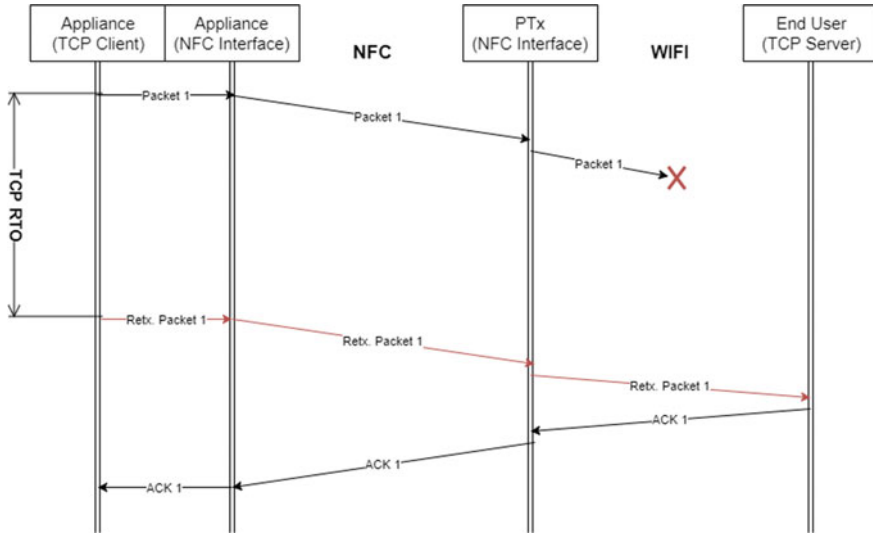 Appliance
(TCP Client)
Appliance
(NFC Interface)
NFC
PTx
(NFC Interface)
WIFI
End User
(TCP Server)
Packet 1
Packet 1
Packet 1
TCP RTO
Retx. Packet 1
Retx. Packet 1
Retx. Packet 1
ACK 1
ACK 1
ACK 1